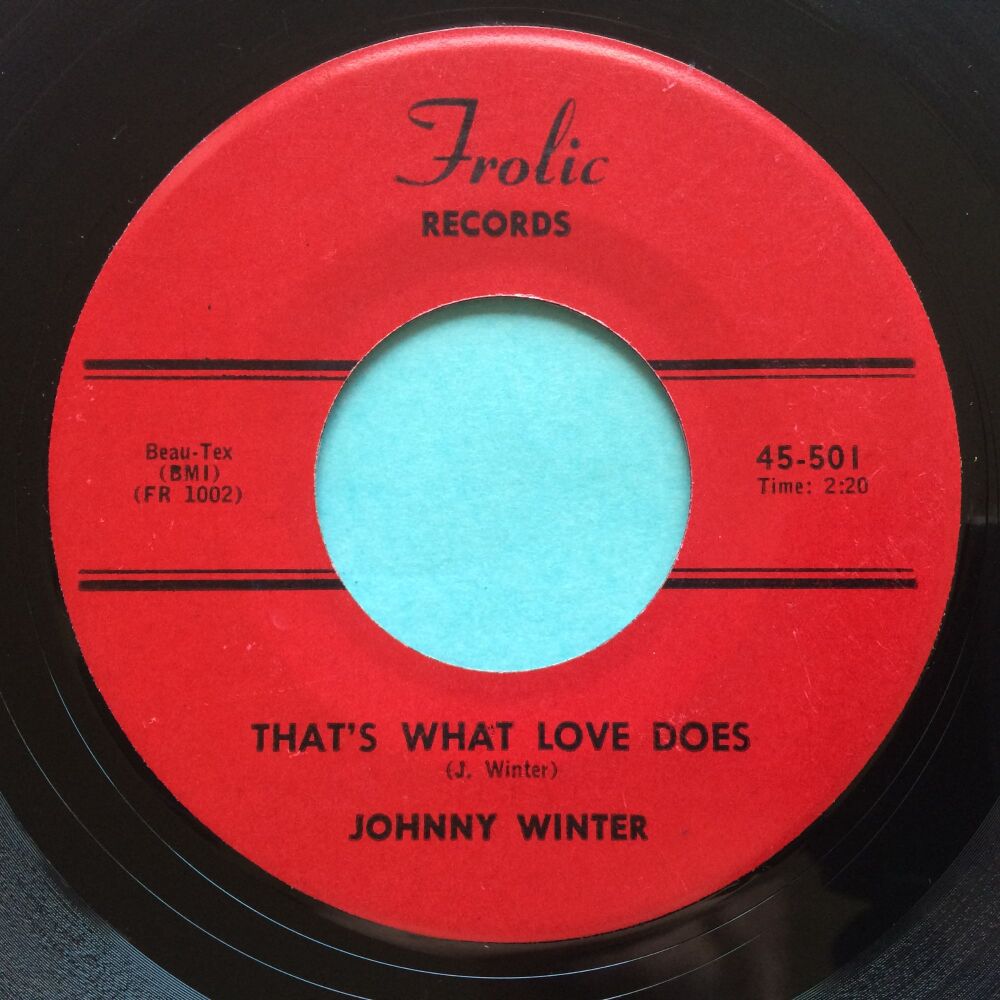 Frolic
RECORDS
Beau-Tex
(BMI)
(FR 1002)
45-501
Time: 2:20
THAT'S WHAT LOVE DOES
(J. Winter)
JOHNNY WINTER